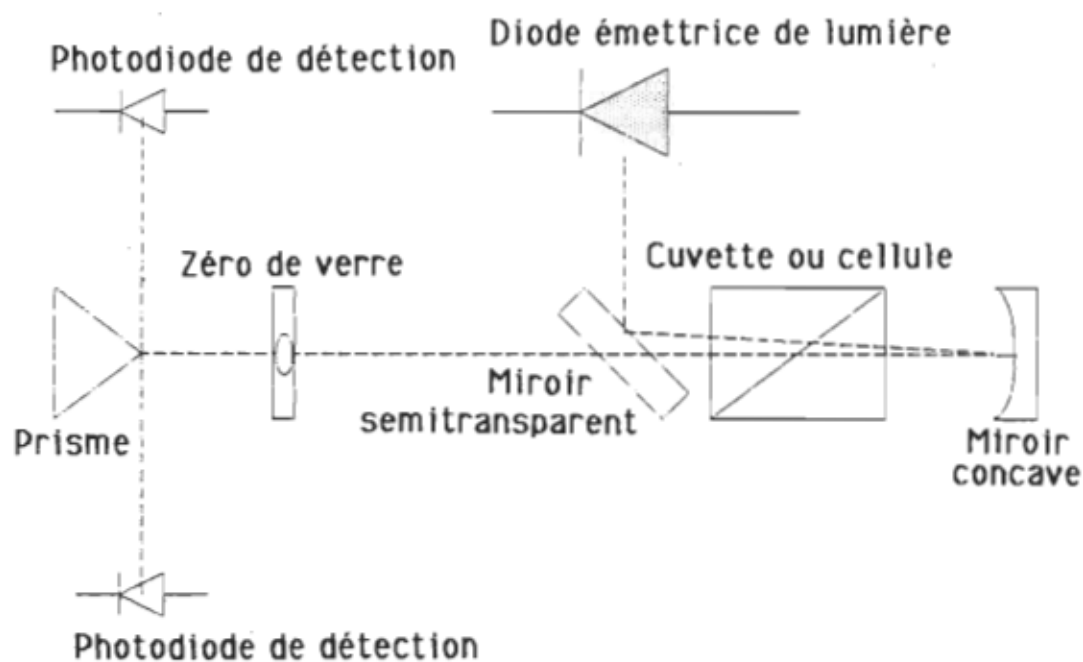 Diode émettrice de lumière
Photodiode de détection
Zéro de verre
Cuvette ou cellule
Miroir
semitransparent
Prisme
Miroir
concave
Photodiode de détection